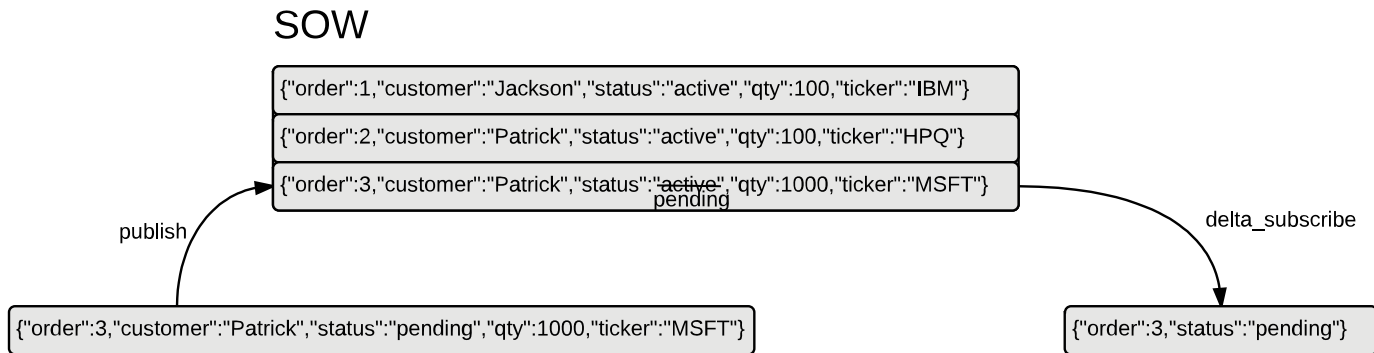 SOW
{"order":1,"customer":"Jackson","status":"active","qty":100,"ticker":"IBM"}
{"order":2,"customer":"Patrick","status":"active","qty":100,"ticker":"HPQ"}
{"order":3,"customer":"Patrick","status":"active","qty":1000,"ticker":"MSFT"}
pending
publish
delta_subscribe
{"order":3,"customer":"Patrick","status":"pending","qty":1000,"ticker":"MSFT"}
{"order":3,"status":"pending"}